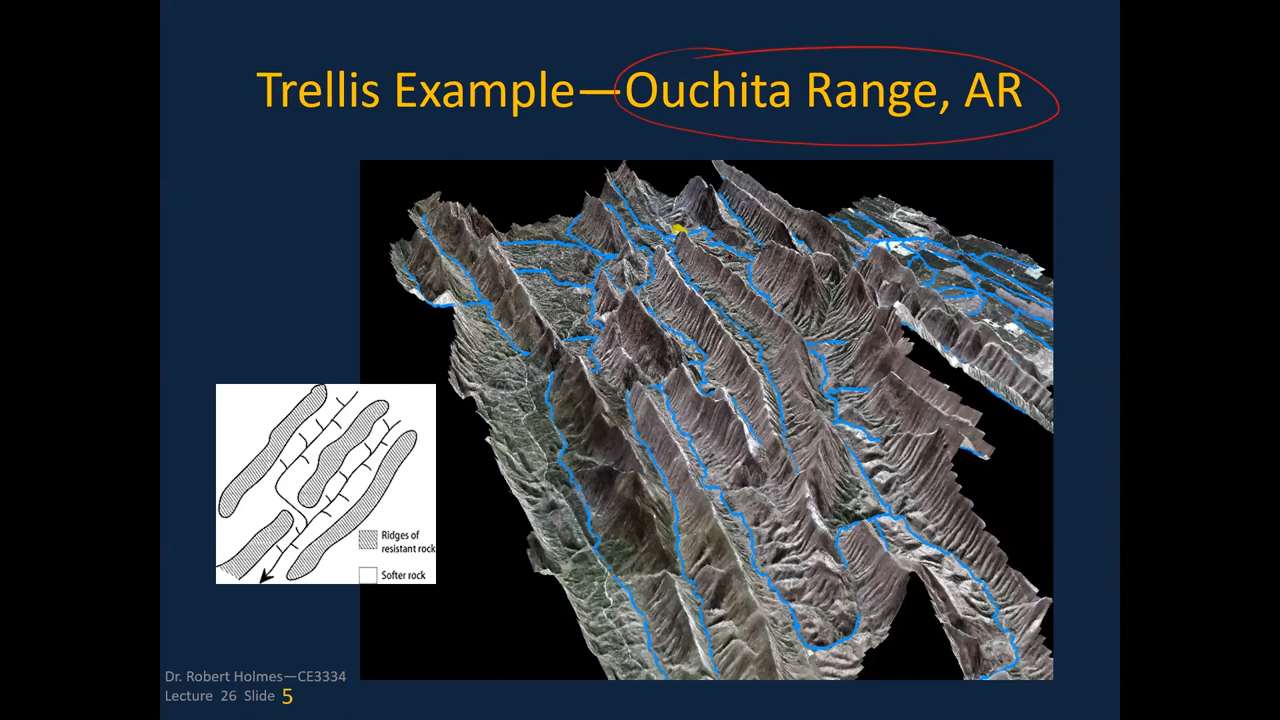 Trellis Example—Ouchita Range, AR
Ridges of
resistant rock
Softer rock
Dr. Robert Holmes—CE3334
Lecture 26 Slide 5